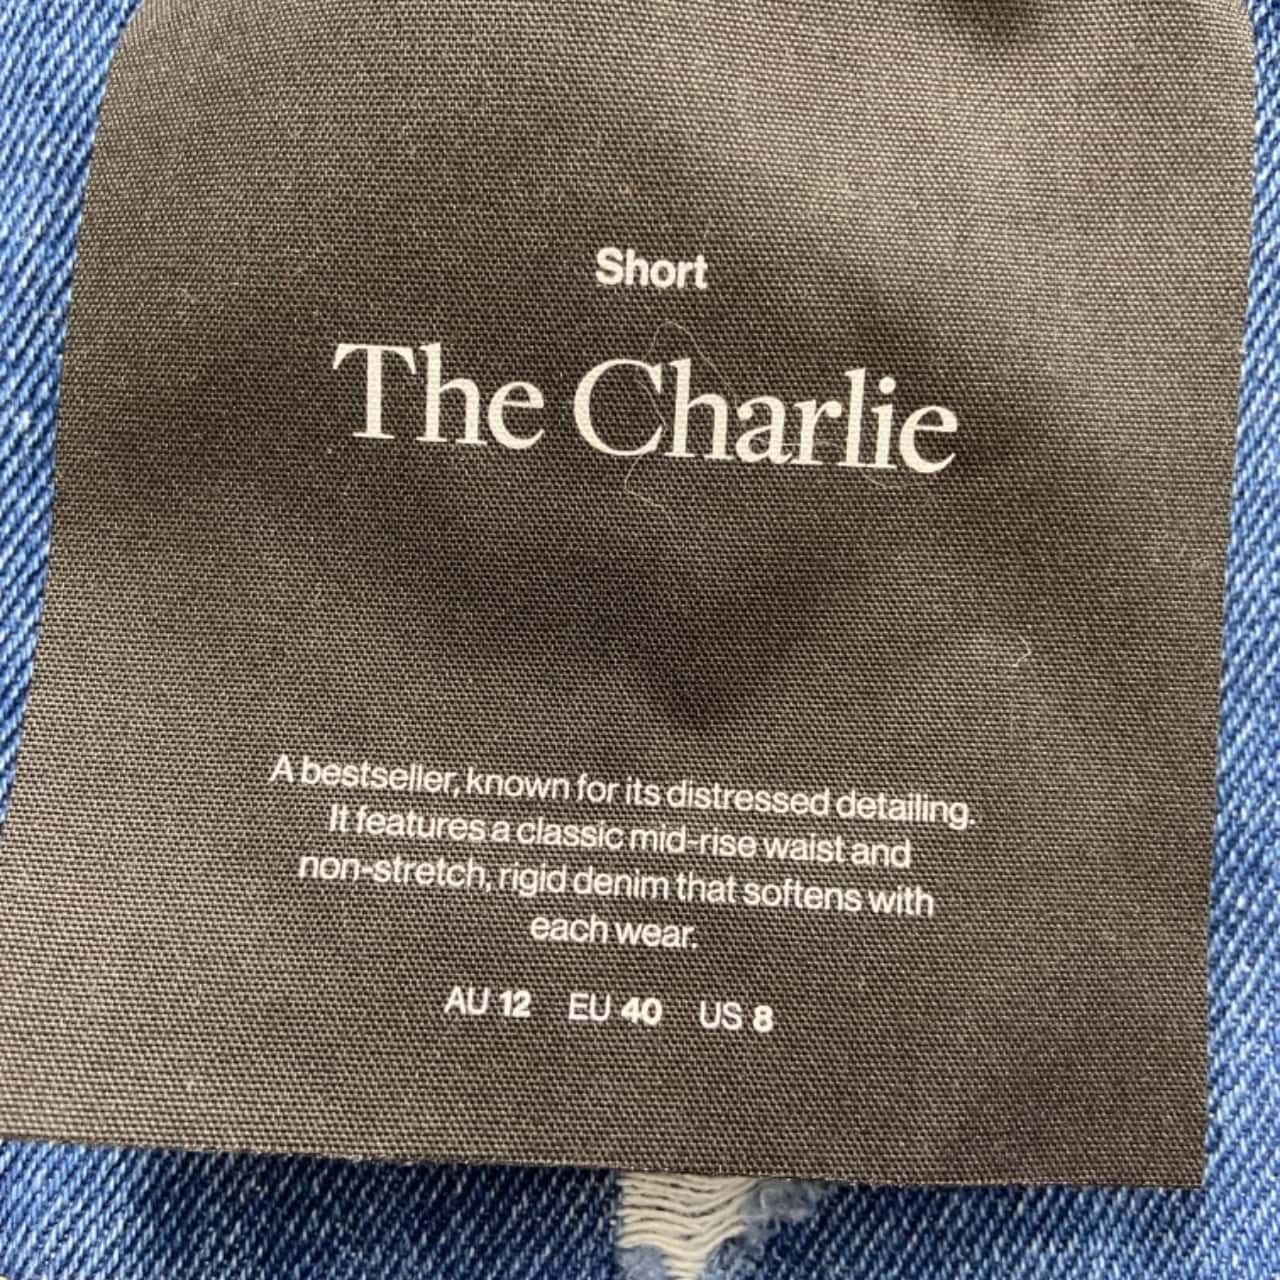 Short
The Charlie
A bestseller, known for its distressed detailing.
It features a classic mid-rise waist and
non-stretch, rigid denim that softens with
each wear.
AU 12 EU 40 US 8